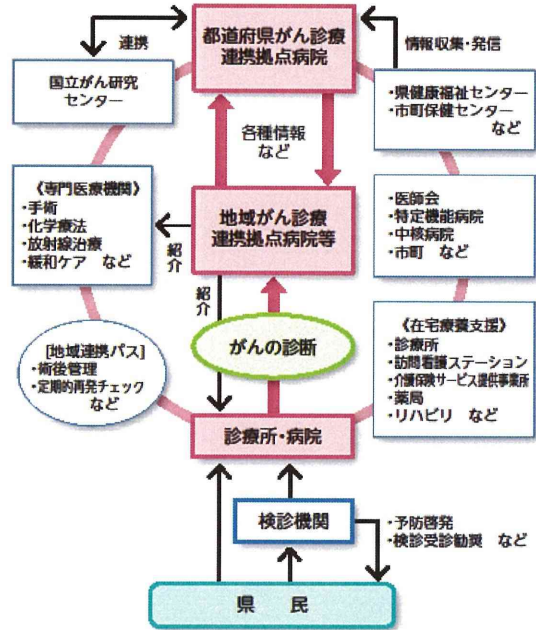 連携
都道府県がん診療
連携拠点病院
情報収集・発信
国立がん研究
センター
・県健康福祉センター
・市町保健センター
など
各種情報
など
《専門医療機関》
・手術
・化学療法
・放射線治療
・緩和ケア など
紹介
地域がん診療
連携拠点病院等
・医師会
・特定機能病院
・中核病院
・市町 など
紹介
がんの診断
[地域連携パス]
・術後管理
・定期的再発チェック
など
《在宅療養支援》
・診療所
・訪問看護ステーション
・介護保険サービス提供事業所
・薬局
・リハビリ など
診療所・病院
検診機関
・予防啓発
・検診受診勧奨 など
県 民